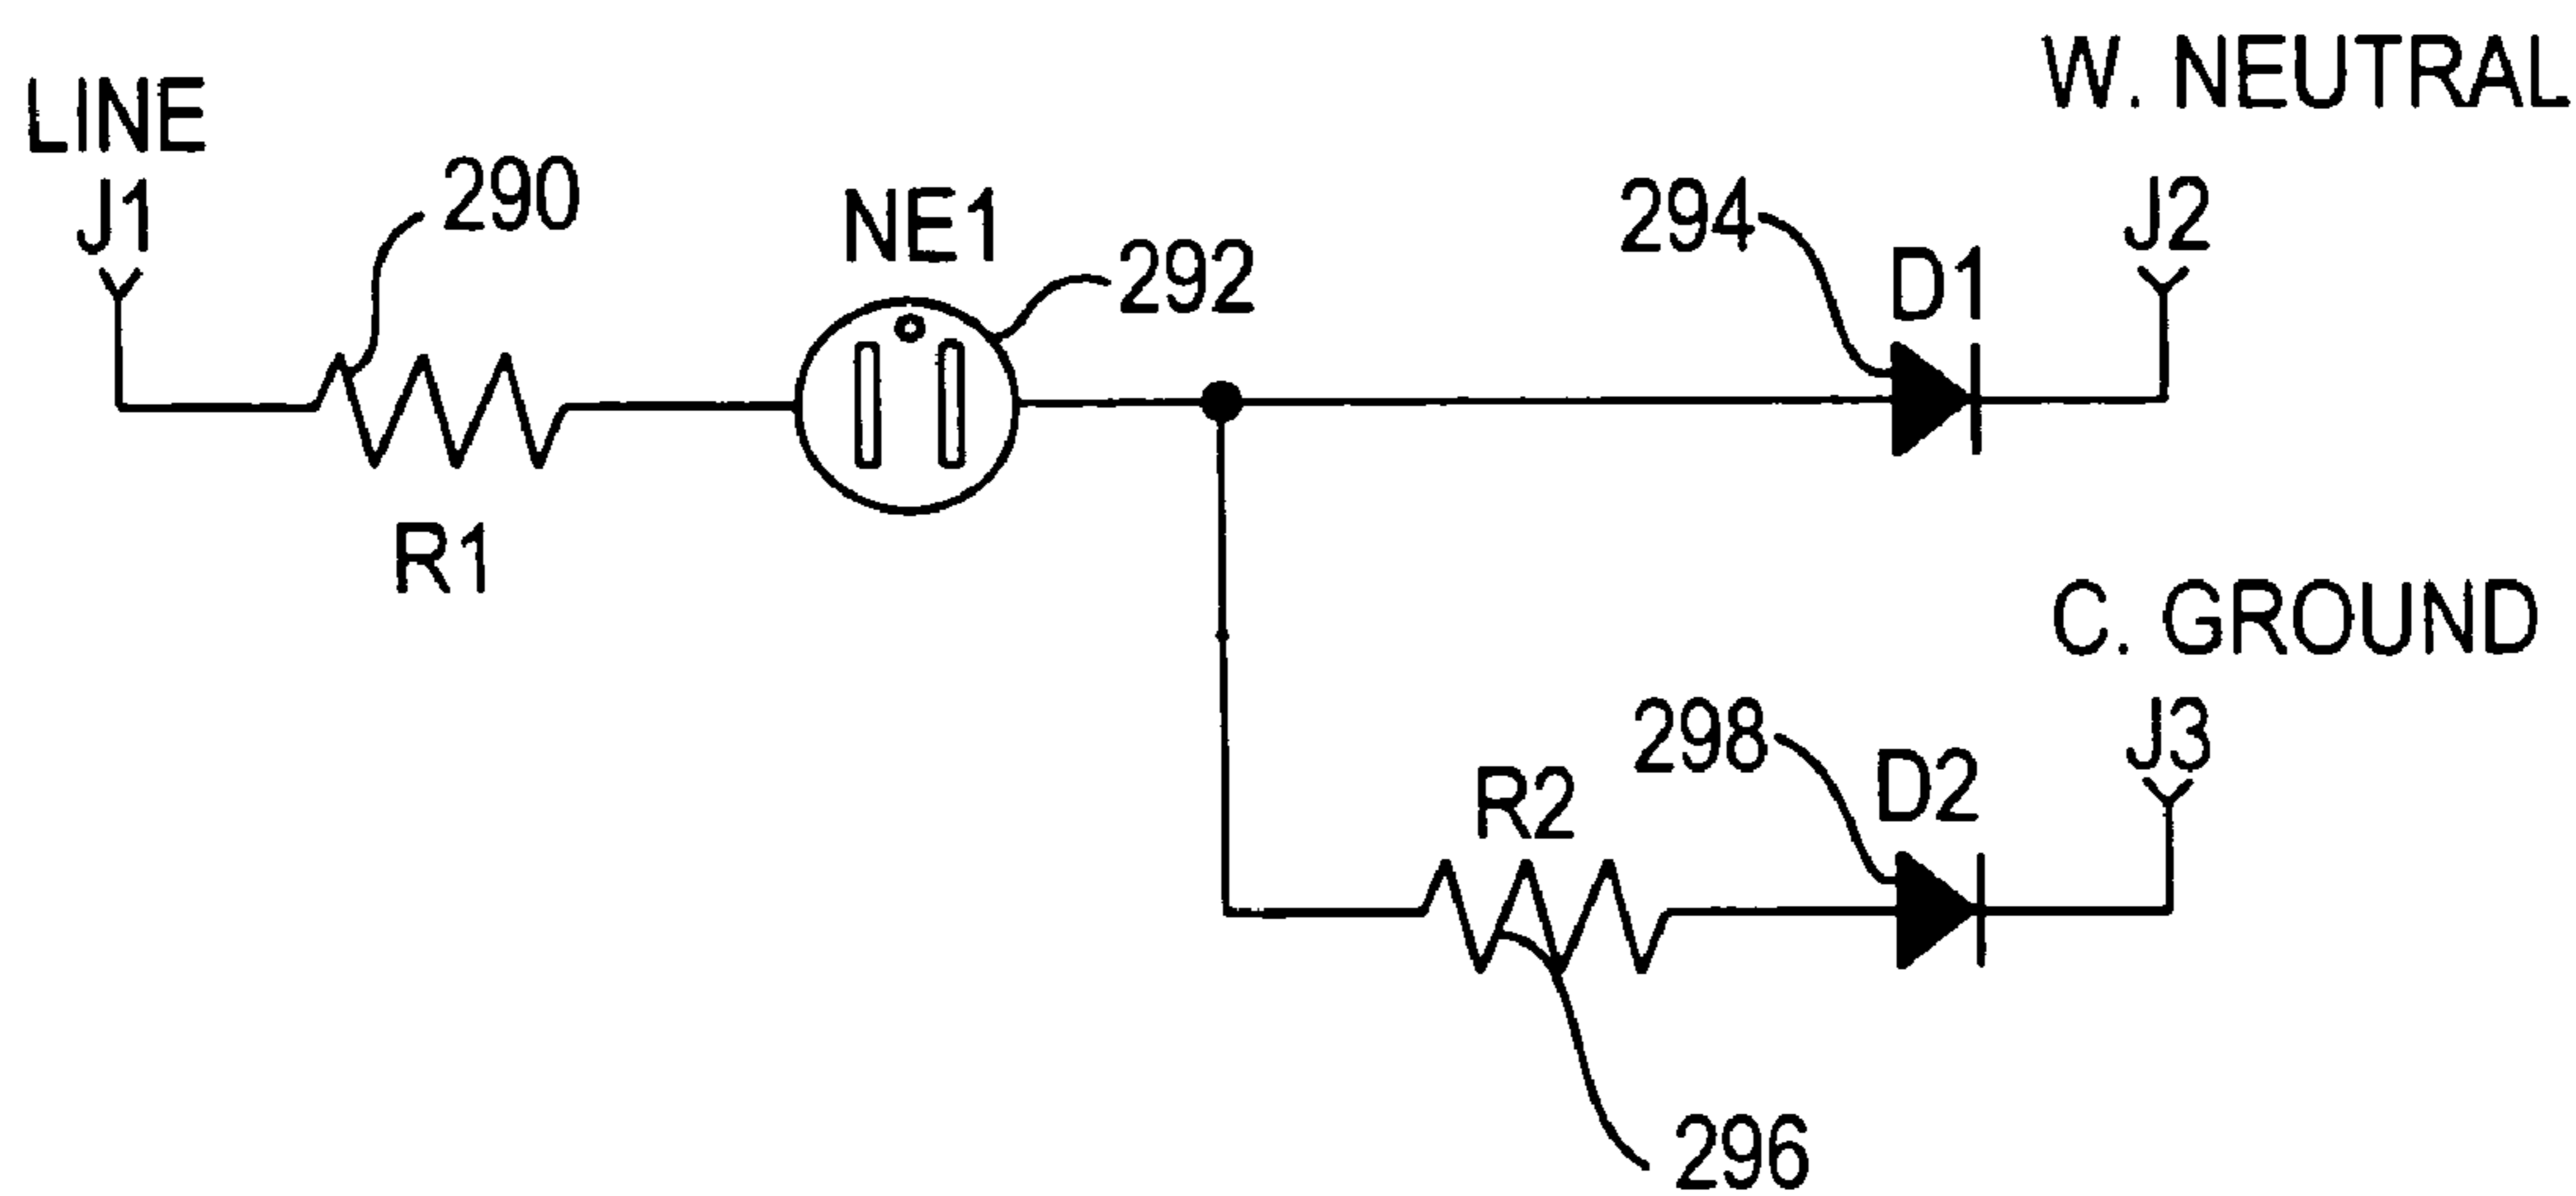 W. NEUTRAL
LINE
J1
290
NE1
292
294
D1
J2
R1
C. GROUND
J3
298
D2
R2
296